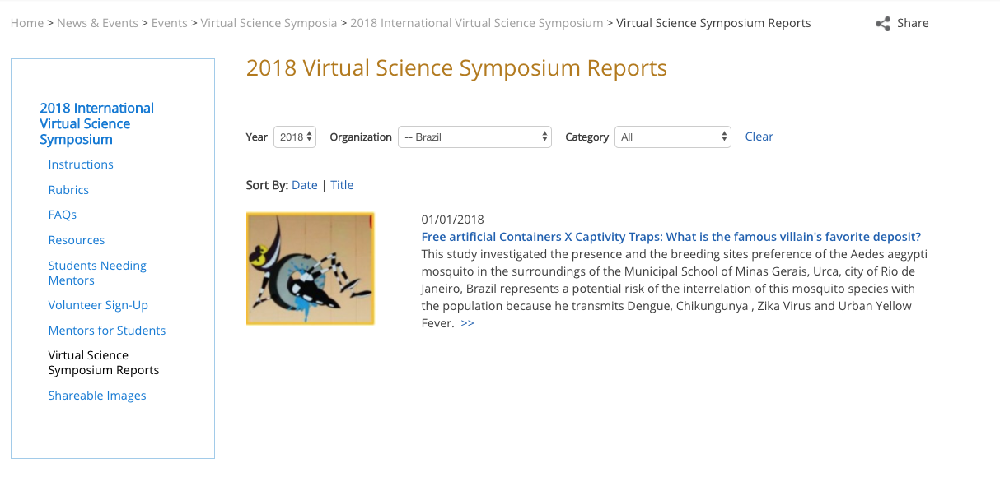 Home > News & Events > Events > Virtual Science Symposia > 2018 International Virtual Science Symposium > Virtual Science Symposium Reports
Share
2018 International
Virtual Science
Symposium
Instructions
Rubrics
FAQs
Resources
Students Needing
Mentors
Volunteer Sign-Up
Mentors for Students
Virtual Science
Symposium Reports
Shareable Images
2018 Virtual Science Symposium Reports
Year 2018 Organization -- Brazil Category All Clear
Sort By: Date | Title
01/01/2018
Free artificial Containers X Captivity Traps: What is the famous villain's favorite deposit?
This study investigated the presence and the breeding sites preference of the Aedes aegypti
mosquito in the surroundings of the Municipal School of Minas Gerais, Urca, city of Rio de
Janeiro, Brazil represents a potential risk of the interrelation of this mosquito species with
the population because he transmits Dengue, Chikungunya , Zika Virus and Urban Yellow
Fever. >>